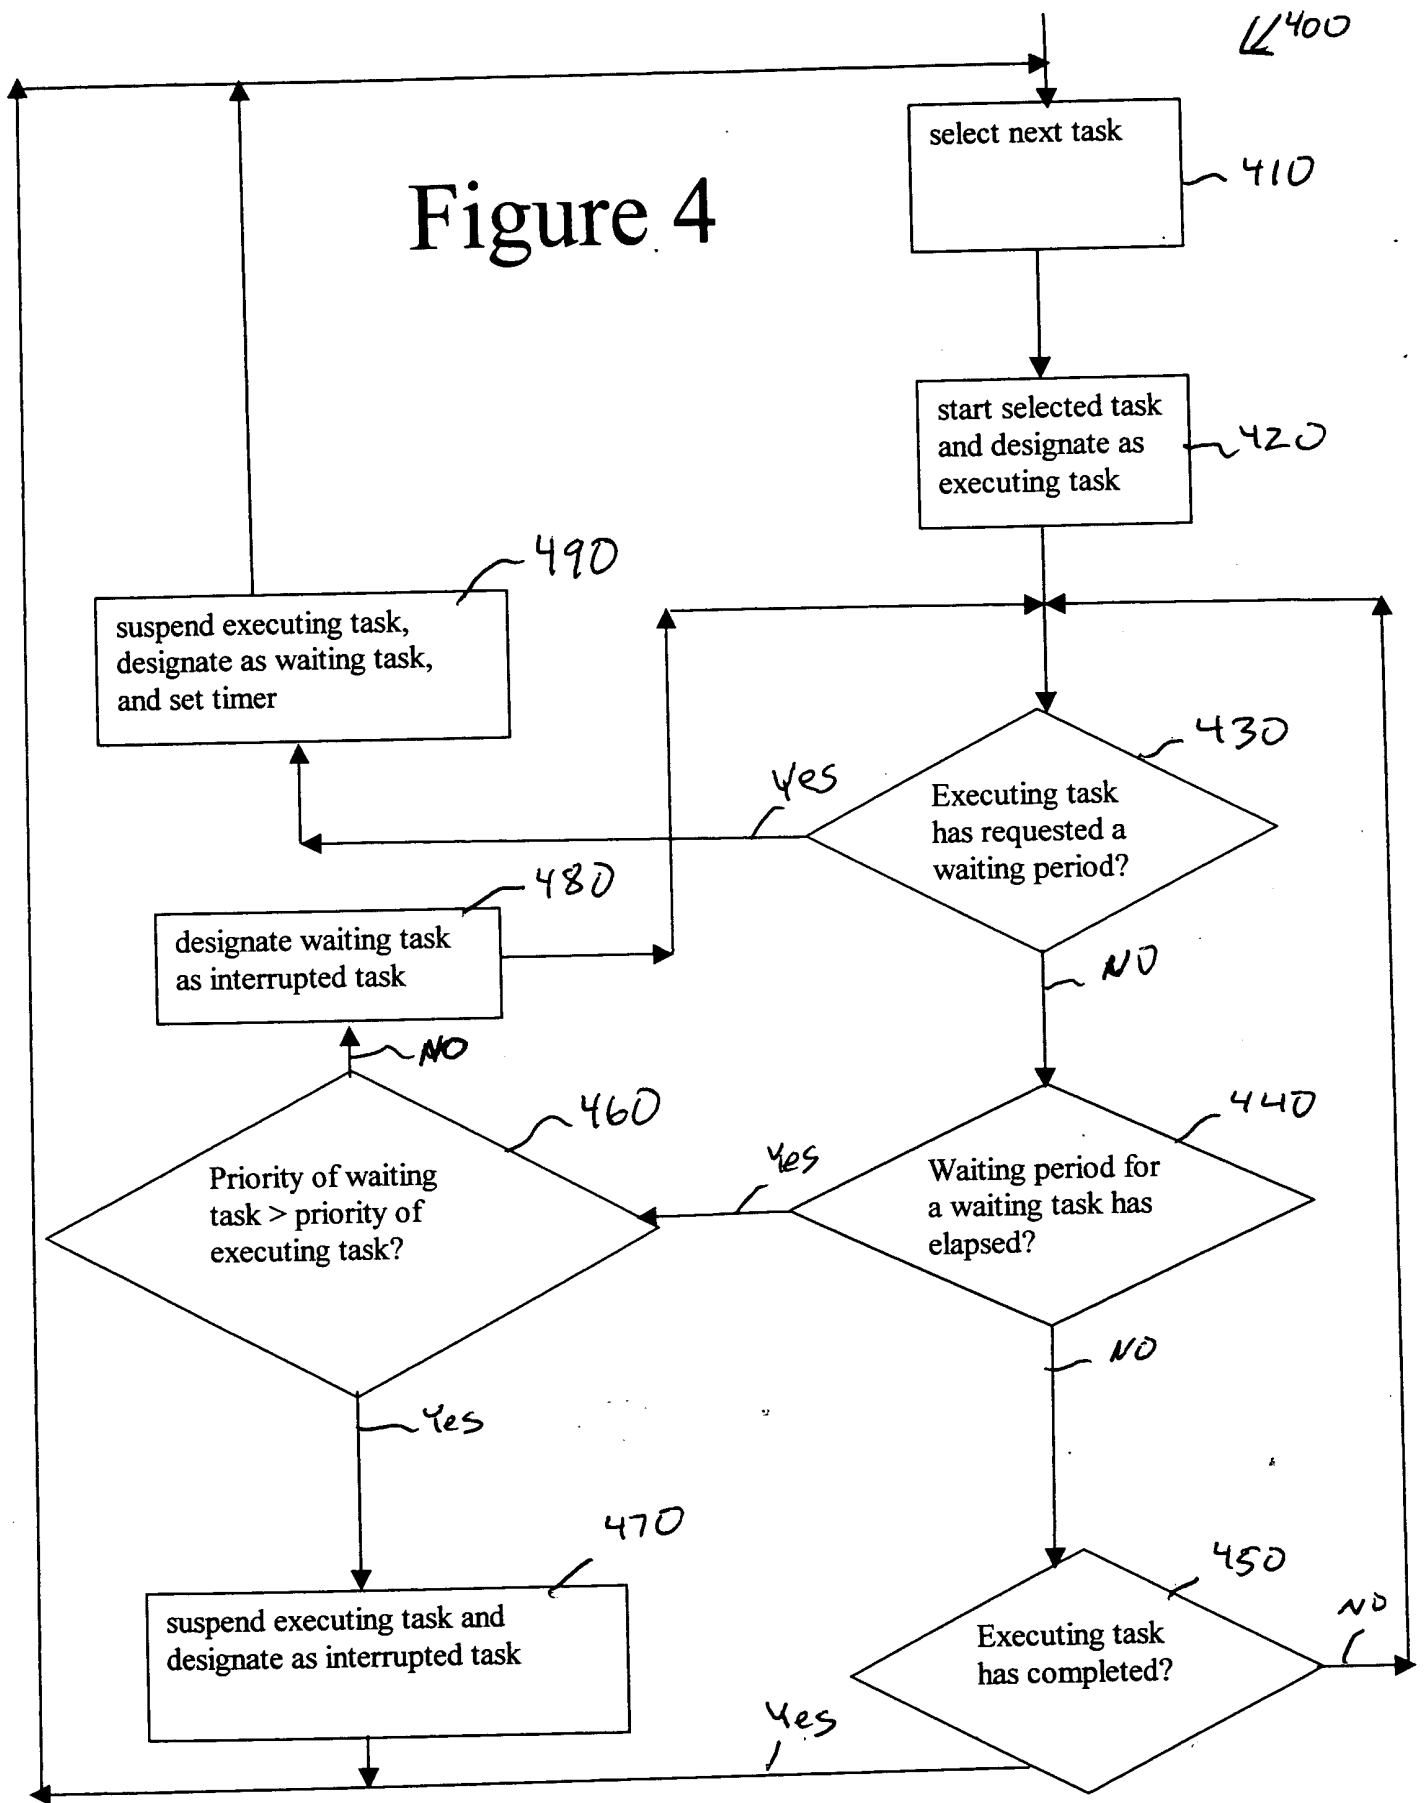 400
select next task
410
Figure 4
start selected task
and designate as
executing task
420
490
suspend executing task,
designate as waiting task,
and set timer
430
Executing task
has requested a
waiting period?
Yes
480
designate waiting task
as interrupted task
NO
NO
460
440
Priority of waiting
task > priority of
executing task?
Yes
Waiting period for
a waiting task has
elapsed?
NO
Yes
470
suspend executing task and
designate as interrupted task
450
Executing task
has completed?
NO
Yes